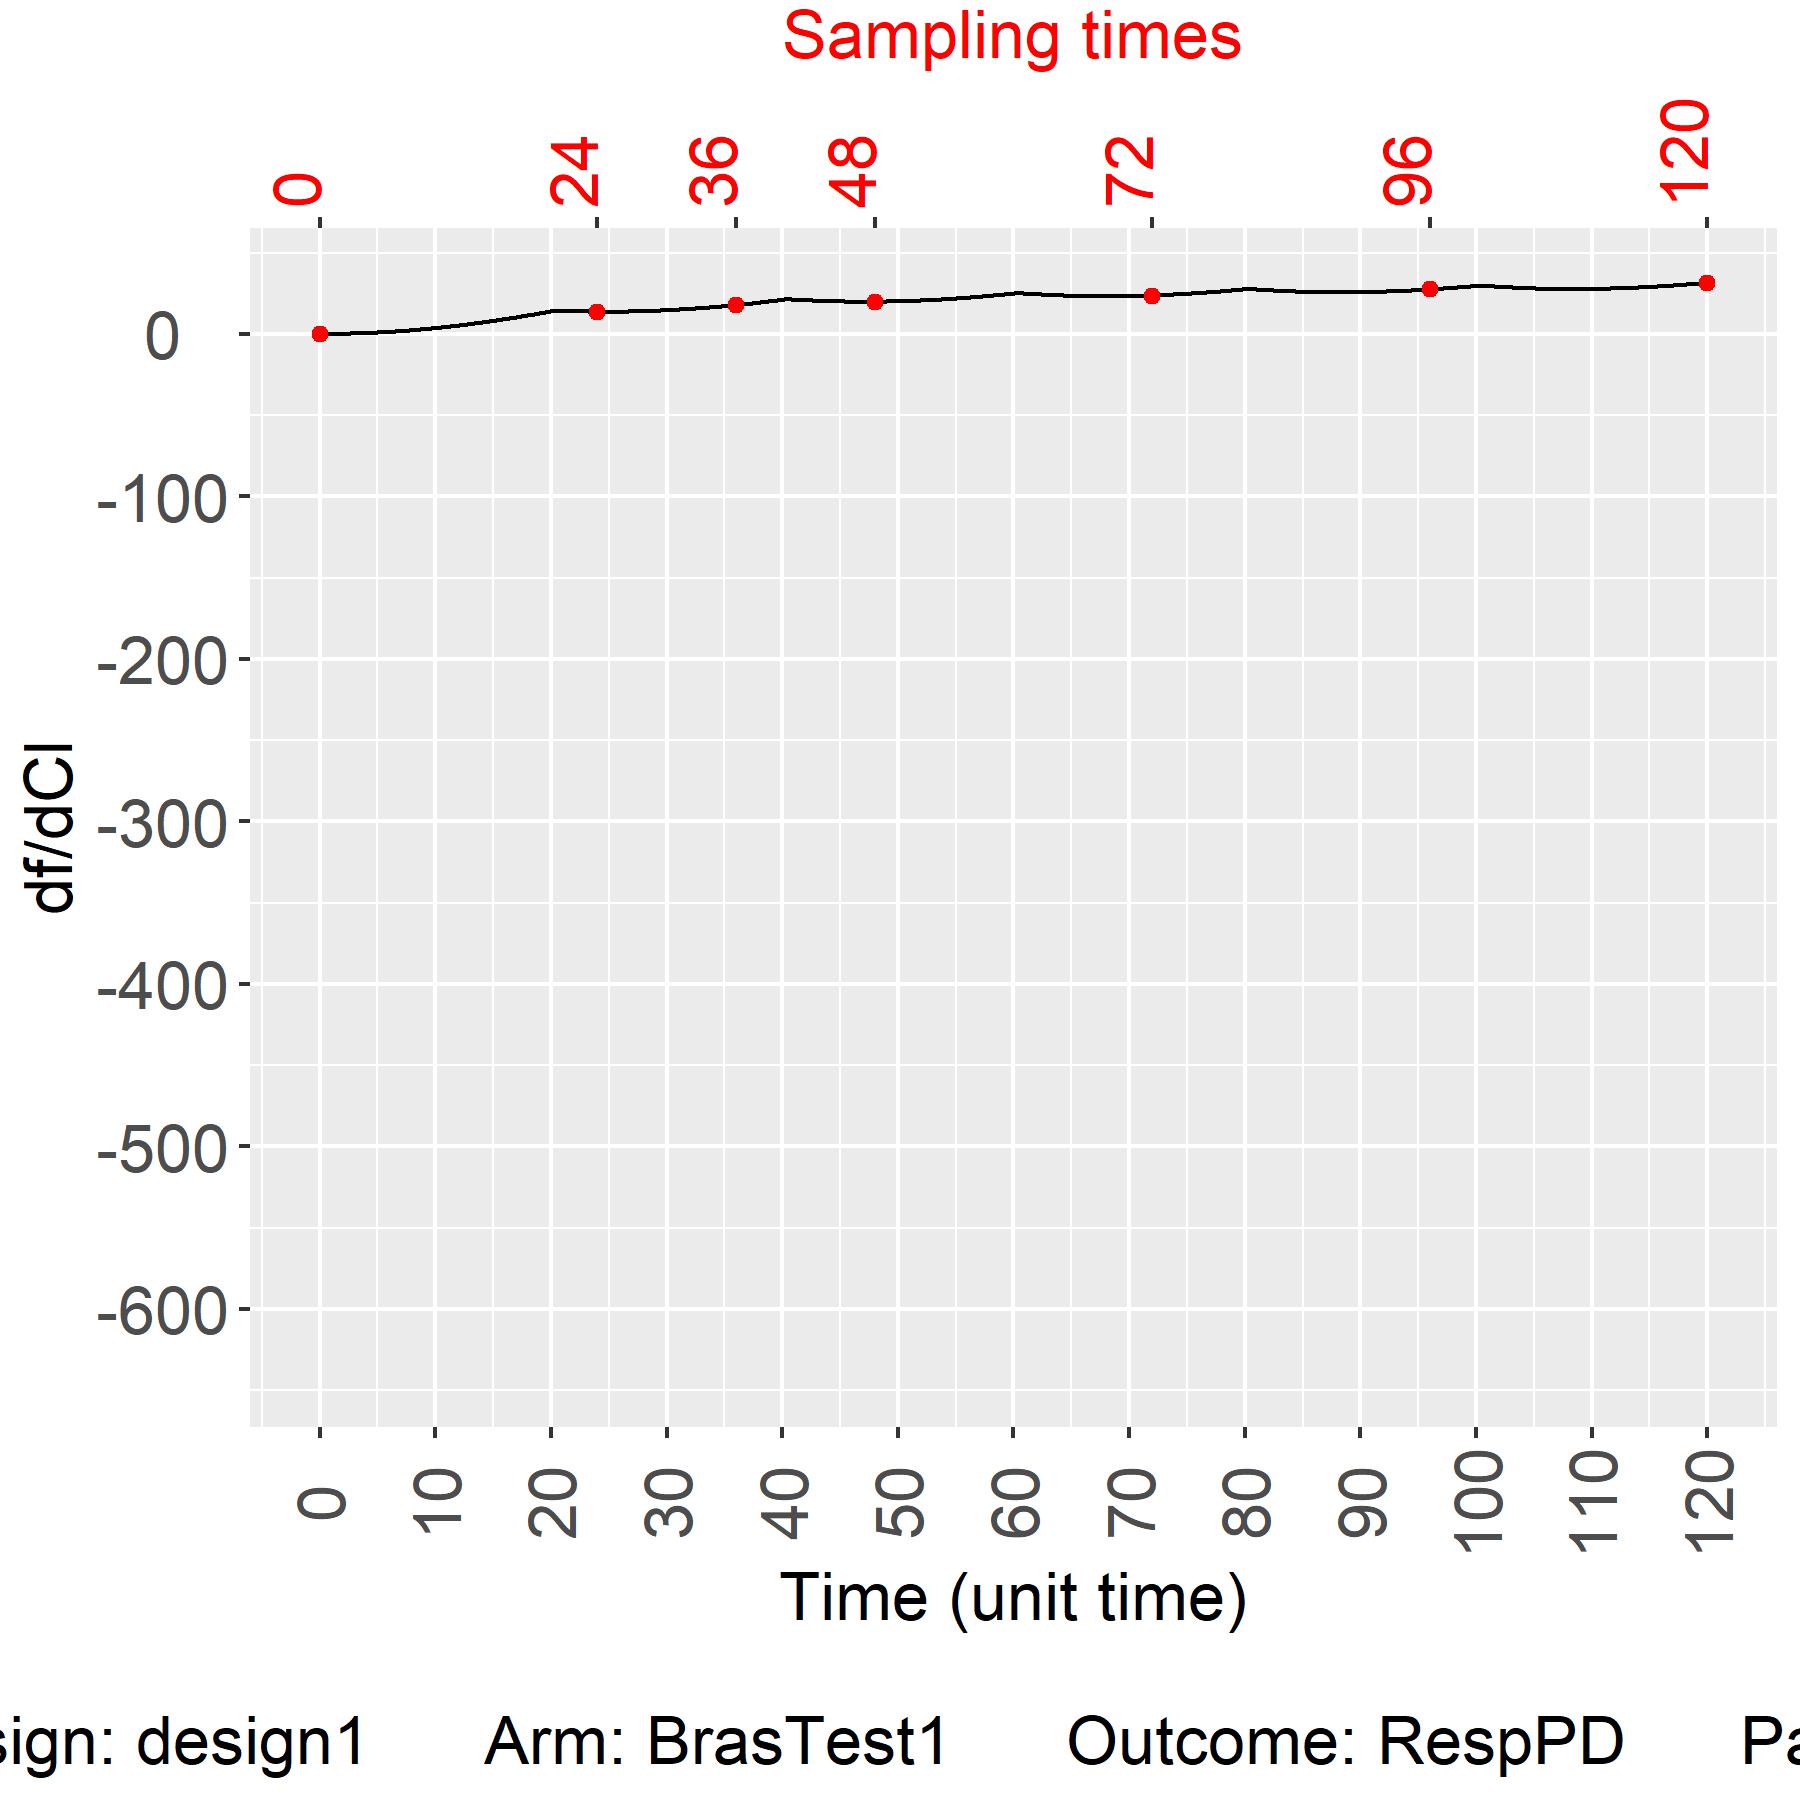 Sampling times
0 24 36 48 72 96 120
0
-100
-200
-300
-400
-500
-600
df/dCl
0 10 20 30 40 50 60 70 80 90 100 110 120
Time (unit time)
sign: design1 Arm: BrasTest1 Outcome: RespPD Pa